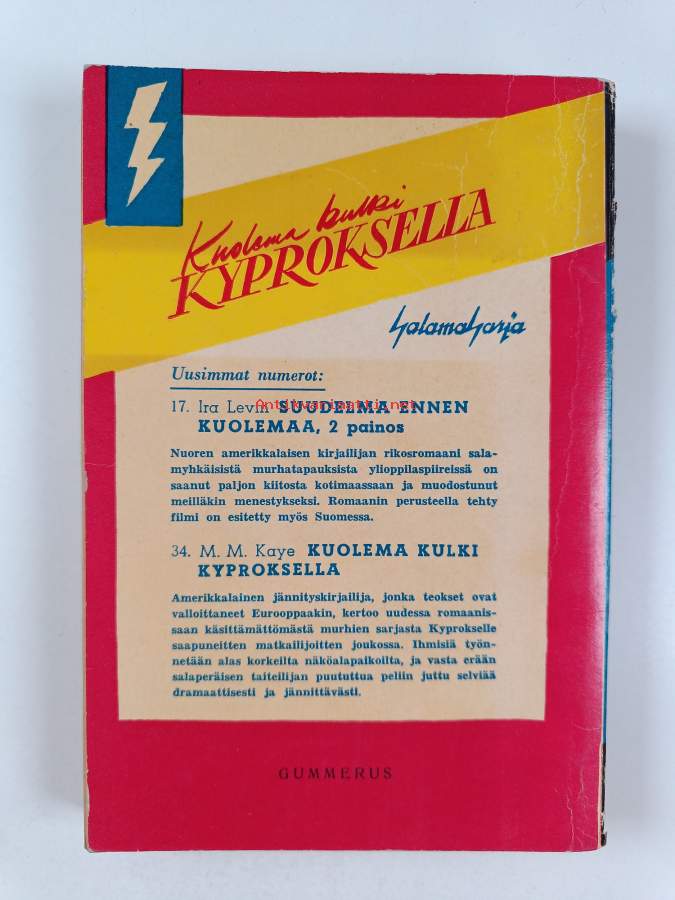 Kuolema kulki
KYPROKSELLA
Salamasarja
Uusimmat numerot:
17. Ira Levin SUUDELMA ENNEN
Antikvariaatti.net
KUOLEMAA, 2 painos
Nuoren amerikkalaisen kirjailijan rikosromaani sala-
myhkäisistä murhatapauksista ylioppilaspiireissä on
saanut paljon kiitosta kotimaassaan ja muodostunut
meilläkin menestykseksi. Romaanin perusteella tehty
filmi on esitetty myös Suomessa.
34. M. M. Kaye KUOLEMA KULKI
KYPROKSELLA
Amerikkalainen jännityskirjailija, jonka teokset ovat
valloittaneet Eurooppaakin, kertoo uudessa romaanis-
saan käsittämättömästä murhien sarjasta Kyprokselle
saapuneitten matkailijoitten joukossa. Ihmisiä työn-
netään alas korkeilta näköalapaikoilta, ja vasta erään
salaperäisen taiteilijan puututtua peliin juttu selviää
dramaattisesti ja jännittävästi.
GUMMERUS